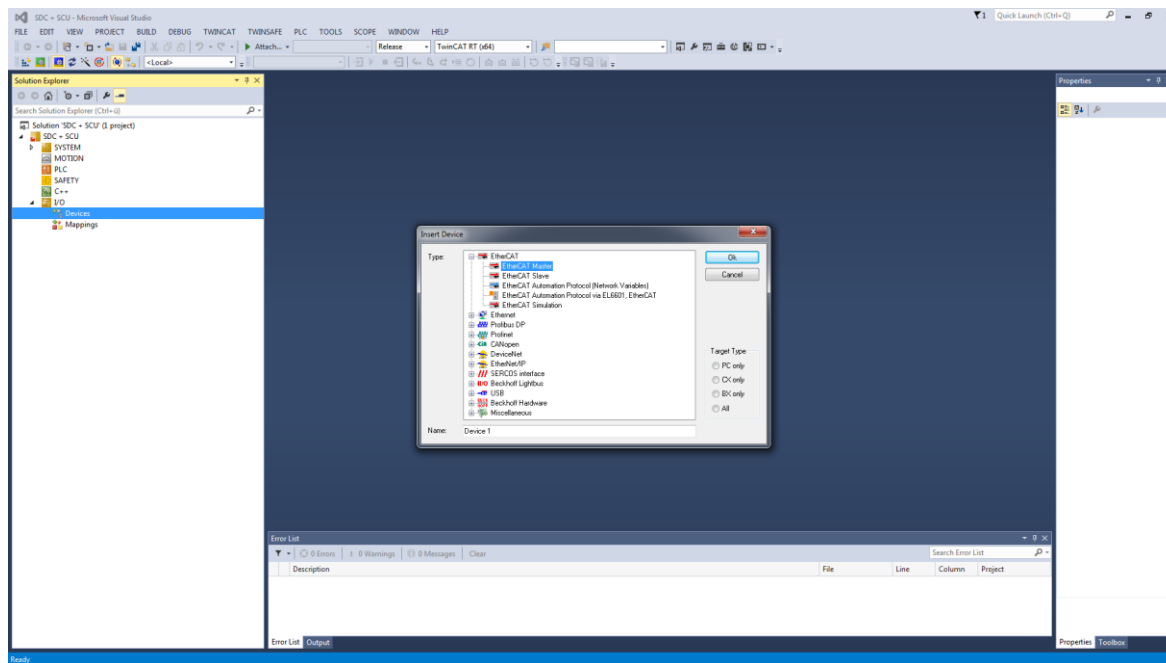 SDC + SCU - Microsoft Visual Studio
1 Quick Launch (Ctrl+Q)
FILE EDIT VIEW PROJECT BUILD DEBUG TWINCAT TWINSAFE PLC TOOLS SCOPE WINDOW HELP
Attach... Release TwinCAT RT (x64)
<Local>
Solution Explorer
Search Solution Explorer (Ctrl+ü)
Solution 'SDC + SCU' (1 project)
SDC + SCU
SYSTEM
MOTION
PLC
SAFETY
C++
I/O
Devices
Mappings
Insert Device
Type:
EtherCAT
EtherCAT Master
EtherCAT Slave
EtherCAT Automation Protocol (Network Variables)
EtherCAT Automation Protocol via EL6601, EtherCAT
EtherCAT Simulation
Ethernet
Profibus DP
Profinet
CANopen
DeviceNet
EtherNet/IP
SERCOS interface
Beckhoff Lightbus
USB
Beckhoff Hardware
Miscellaneous
Ok
Cancel
Target Type
PC only
CX only
BX only
All
Name: Device 1
Error List
0 Errors 0 Warnings 0 Messages Clear
Search Error List
Description File Line Column Project
Error List Output
Properties
Properties Toolbox
Ready